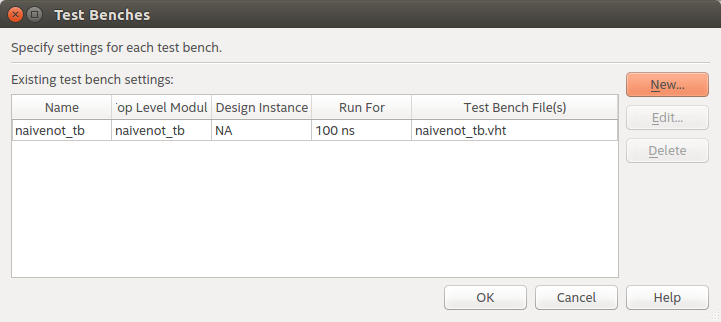 Test Benches
Specify settings for each test bench.
Existing test bench settings:
Name op Level Modul Design Instance Run For Test Bench File(s)
naivenot_tb naivenot_tb NA 100 ns naivenot_tb.vht
New...
Edit...
Delete
OK Cancel Help